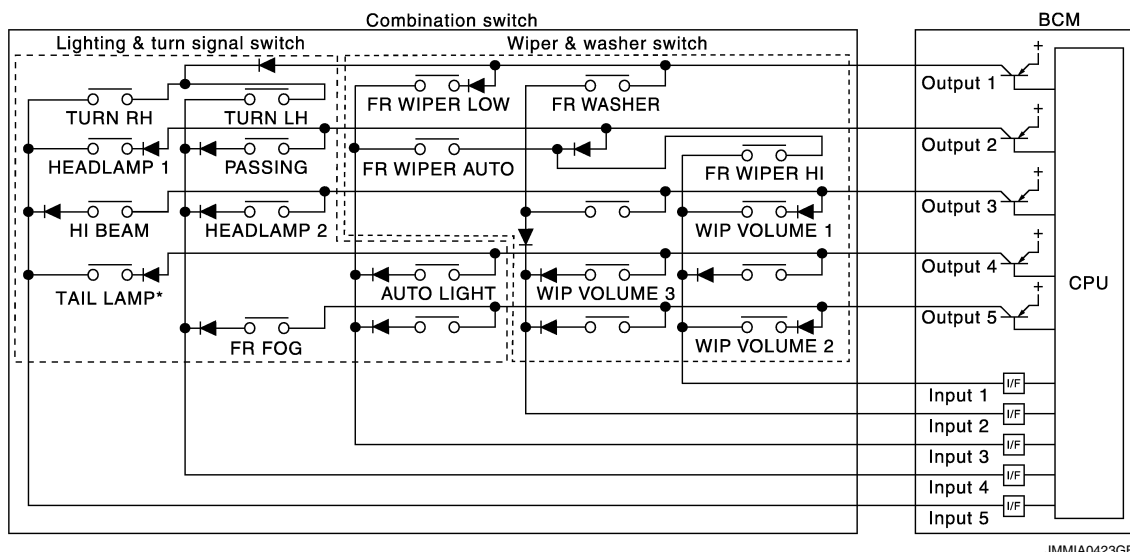 Combination switch
BCM
Lighting & turn signal switch
Wiper & washer switch
+
TURN RH
TURN LH
FR WIPER LOW
FR WASHER
Output 1
+
HEADLAMP 1
PASSING
FR WIPER AUTO
FR WIPER HI
Output 2
+
HI BEAM
HEADLAMP 2
WIP VOLUME 1
Output 3
+
TAIL LAMP*
AUTO LIGHT
WIP VOLUME 3
Output 4
CPU
+
FR FOG
WIP VOLUME 2
Output 5
Input 1
I/F
Input 2
I/F
Input 3
I/F
Input 4
I/F
Input 5
I/F
JMMIA0423GB